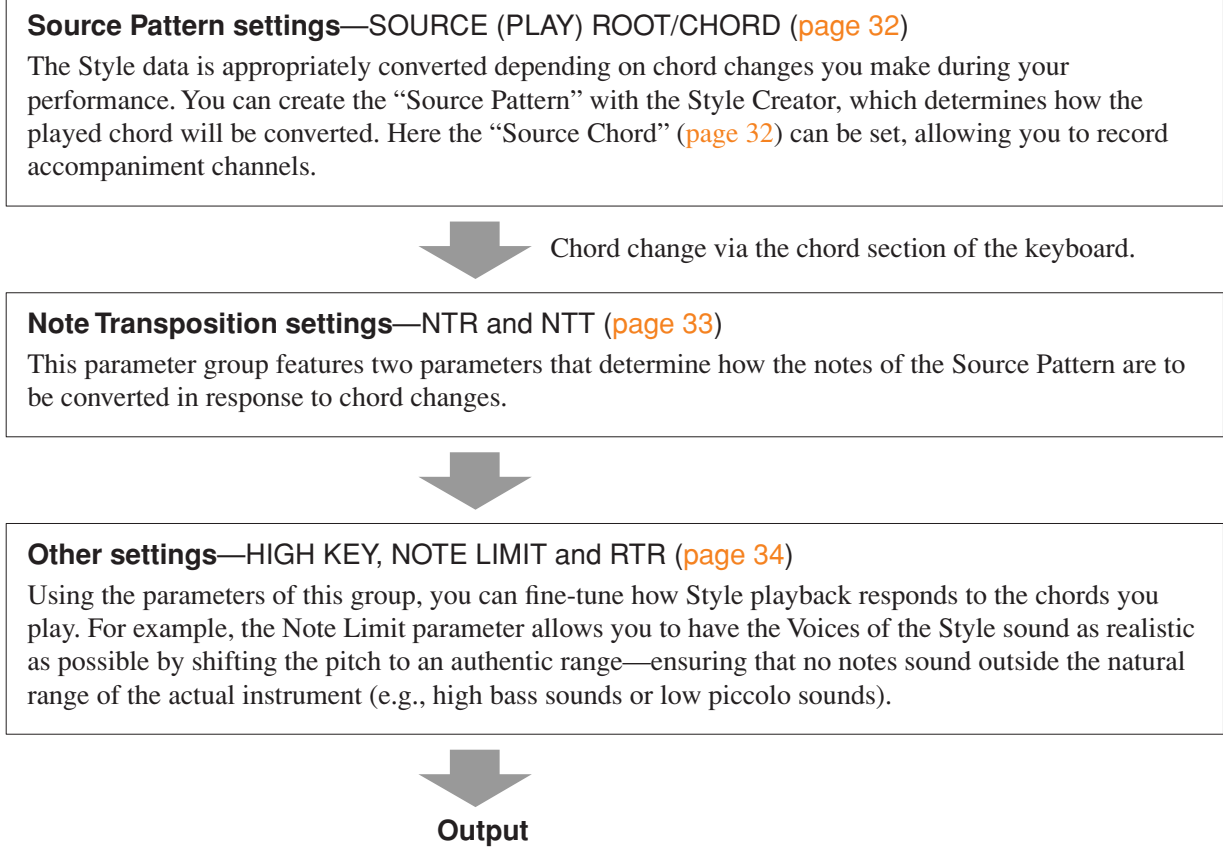 Source Pattern settings—SOURCE (PLAY) ROOT/CHORD (page 32)
The Style data is appropriately converted depending on chord changes you make during your
performance. You can create the “Source Pattern” with the Style Creator, which determines how the
played chord will be converted. Here the “Source Chord” (page 32) can be set, allowing you to record
accompaniment channels.
Chord change via the chord section of the keyboard.
Note Transposition settings—NTR and NTT (page 33)
This parameter group features two parameters that determine how the notes of the Source Pattern are to
be converted in response to chord changes.
Other settings—HIGH KEY, NOTE LIMIT and RTR (page 34)
Using the parameters of this group, you can fine-tune how Style playback responds to the chords you
play. For example, the Note Limit parameter allows you to have the Voices of the Style sound as realistic
as possible by shifting the pitch to an authentic range—ensuring that no notes sound outside the natural
range of the actual instrument (e.g., high bass sounds or low piccolo sounds).
Output